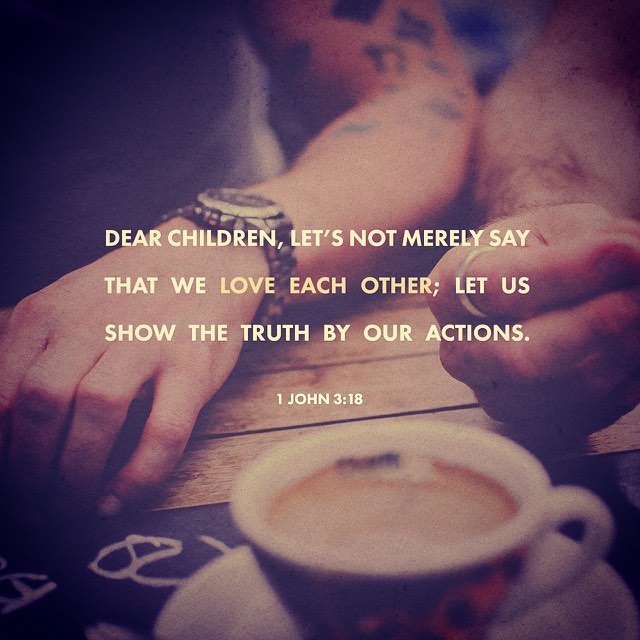 DEAR CHILDREN, LET'S NOT MERELY SAY
THAT WE LOVE EACH OTHER; LET US
SHOW THE TRUTH BY OUR ACTIONS.
1 JOHN 3:18